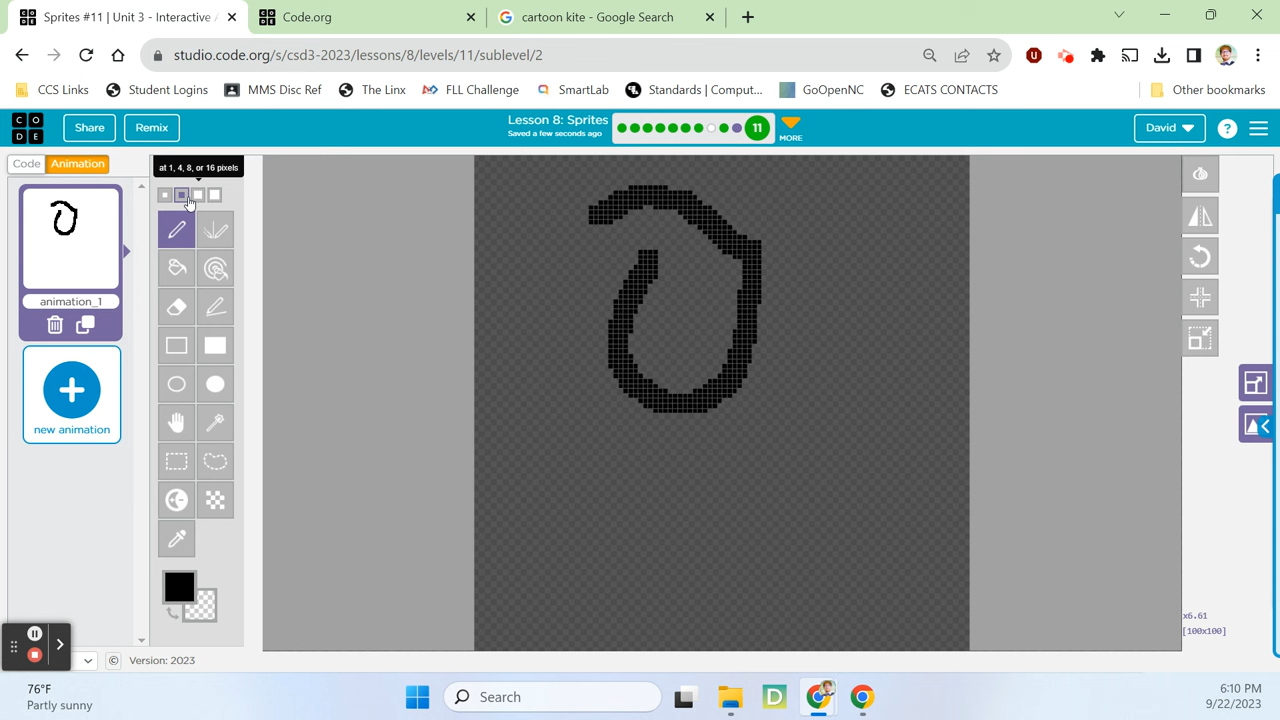 Sprites #11 | Unit 3 - Interactive A
Code.org
cartoon kite - Google Search
studio.code.org/s/csd3-2023/lessons/8/levels/11/sublevel/2
CCS Links
Student Logins
MMS Disc Ref
The Linx
FLL Challenge
SmartLab
Standards | Comput...
GoOpenNC
ECATS CONTACTS
Other bookmarks
C O
D E
Share
Remix
Lesson 8: Sprites
Saved a few seconds ago
11
MORE
David
?
Code
Animation
at 1, 4, 8, or 16 pixels
animation_1
new animation
x6.61
[100x100]
© Version: 2023
76°F
Partly sunny
Search
D
6:10 PM
9/22/2023